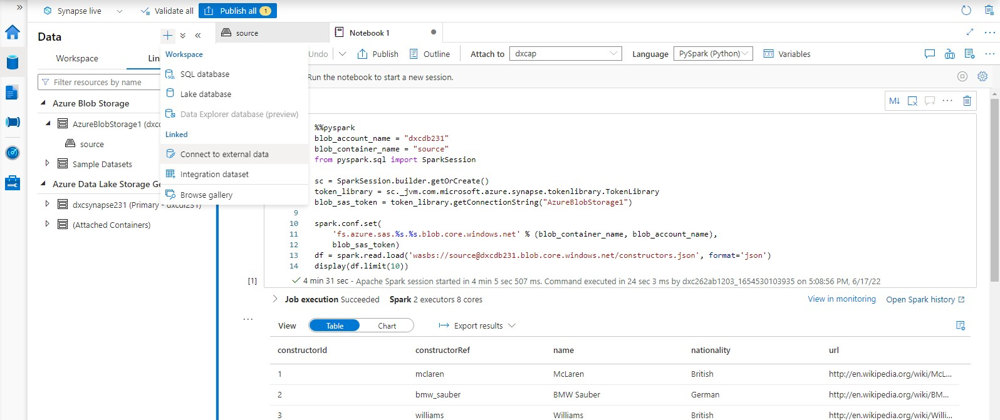 Synapse live
Validate all
Publish all 1
Data
source
Notebook 1
Workspace
Lin
Workspace
SQL database
Lake database
Data Explorer database (preview)
Linked
Connect to external data
Integration dataset
Browse gallery
Undo
Publish
Outline
Attach to
dxcap
Language
PySpark (Python)
Variables
Filter resources by name
Run the notebook to start a new session.
Azure Blob Storage
AzureBlobStorage1 (dxcc
source
Sample Datasets
Azure Data Lake Storage Ge
dxcsynapse231 (Primary - dxcdl231)
(Attached Containers)
M↓
%%pyspark
blob_account_name = "dxcdb231"
blob_container_name = "source"
from pyspark.sql import SparkSession
sc = SparkSession.builder.getOrCreate()
token_library = sc._jvm.com.microsoft.azure.synapse.tokenlibrary.TokenLibrary
blob_sas_token = token_library.getConnectionString("AzureBlobStorage1")
9
10 spark.conf.set(
11 'fs.azure.sas.%s.%s.blob.core.windows.net' % (blob_container_name, blob_account_name),
12 blob_sas_token)
13 df = spark.read.load('wasbs://source@dxcdb231.blob.core.windows.net/constructors.json', format='json')
14 display(df.limit(10))
[1]
4 min 31 sec - Apache Spark session started in 4 min 5 sec 507 ms. Command executed in 24 sec 3 ms by dxc262ab1203_1654530103935 on 5:08:56 PM, 6/17/22
Job execution Succeeded Spark 2 executors 8 cores
View in monitoring
Open Spark history
View
Table
Chart
Export results
constructorId constructorRef name nationality url
1 mclaren McLaren British http://en.wikipedia.org/wiki/McL...
2 bmw_sauber BMW Sauber German http://en.wikipedia.org/wiki/BM...
3 williams Williams British http://en.wikipedia.org/wiki/Willi...